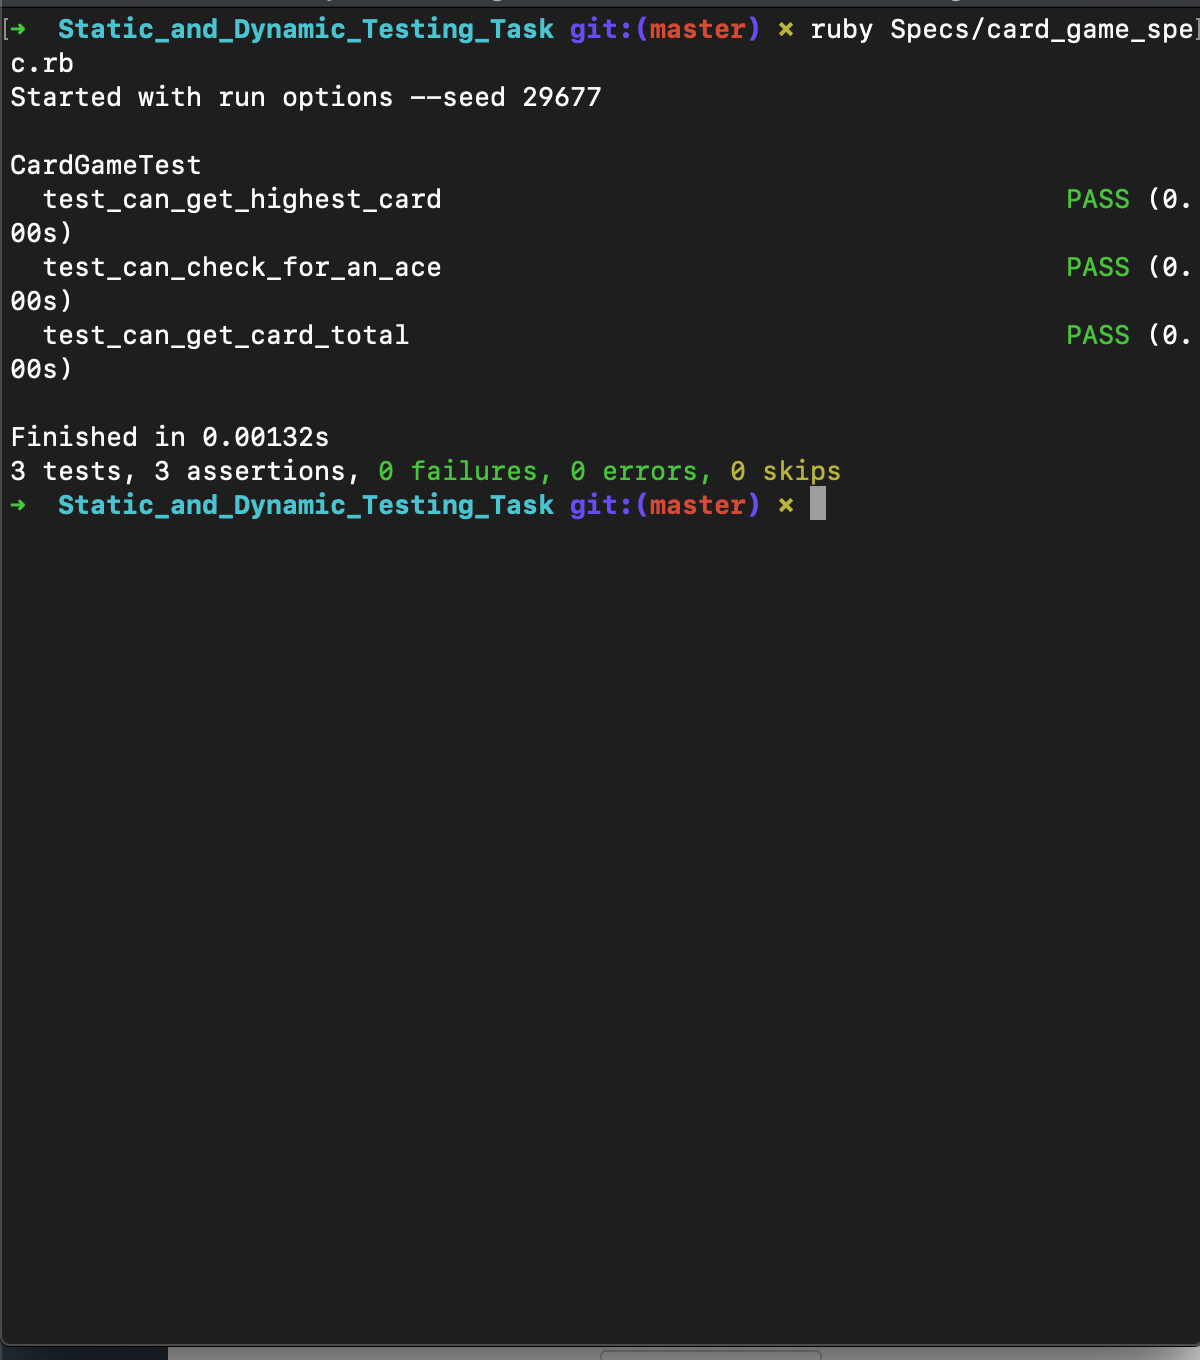 ➜  Static_and_Dynamic_Testing_Task git:(master) ✗ ruby Specs/card_game_spe
c.rb
Started with run options --seed 29677

CardGameTest
  test_can_get_highest_card                                       PASS (0.
00s)
  test_can_check_for_an_ace                                       PASS (0.
00s)
  test_can_get_card_total                                         PASS (0.
00s)

Finished in 0.00132s
3 tests, 3 assertions, 0 failures, 0 errors, 0 skips
➜  Static_and_Dynamic_Testing_Task git:(master) ✗